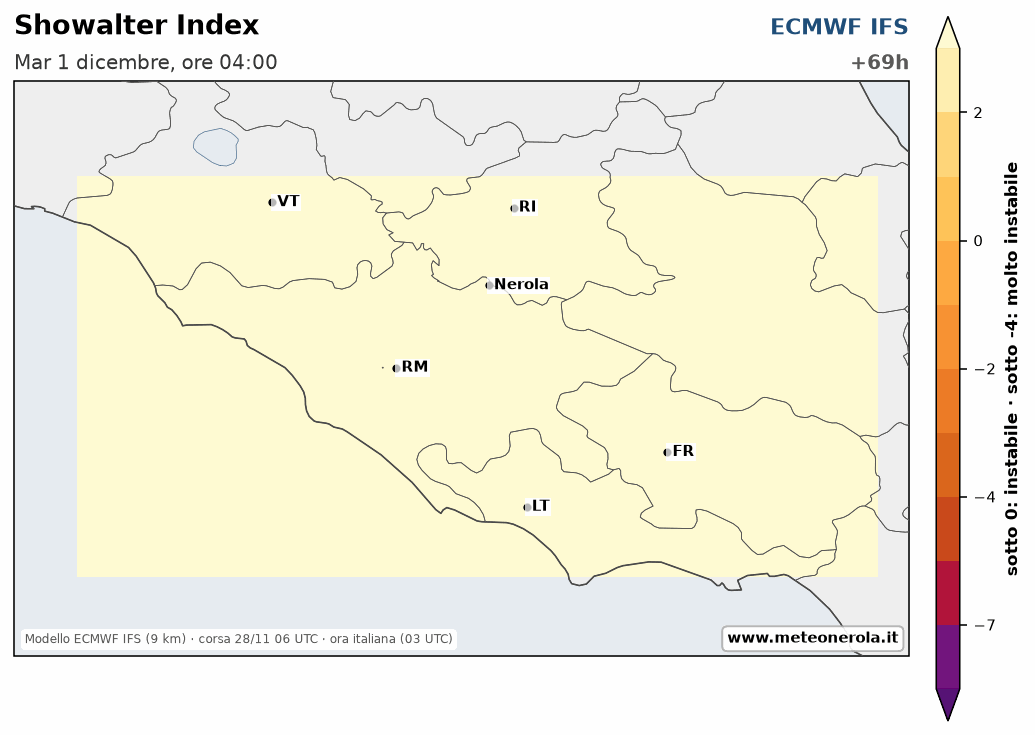 Showalter Index
ECMWF IFS
Mar 1 dicembre, ore 04:00
+69h
VT
RI
Nerola
RM
FR
LT
2
0
−2
−4
−7
sotto 0: instabile · sotto -4: molto instabile
Modello ECMWF IFS (9 km) · corsa 28/11 06 UTC · ora italiana (03 UTC)
www.meteonerola.it